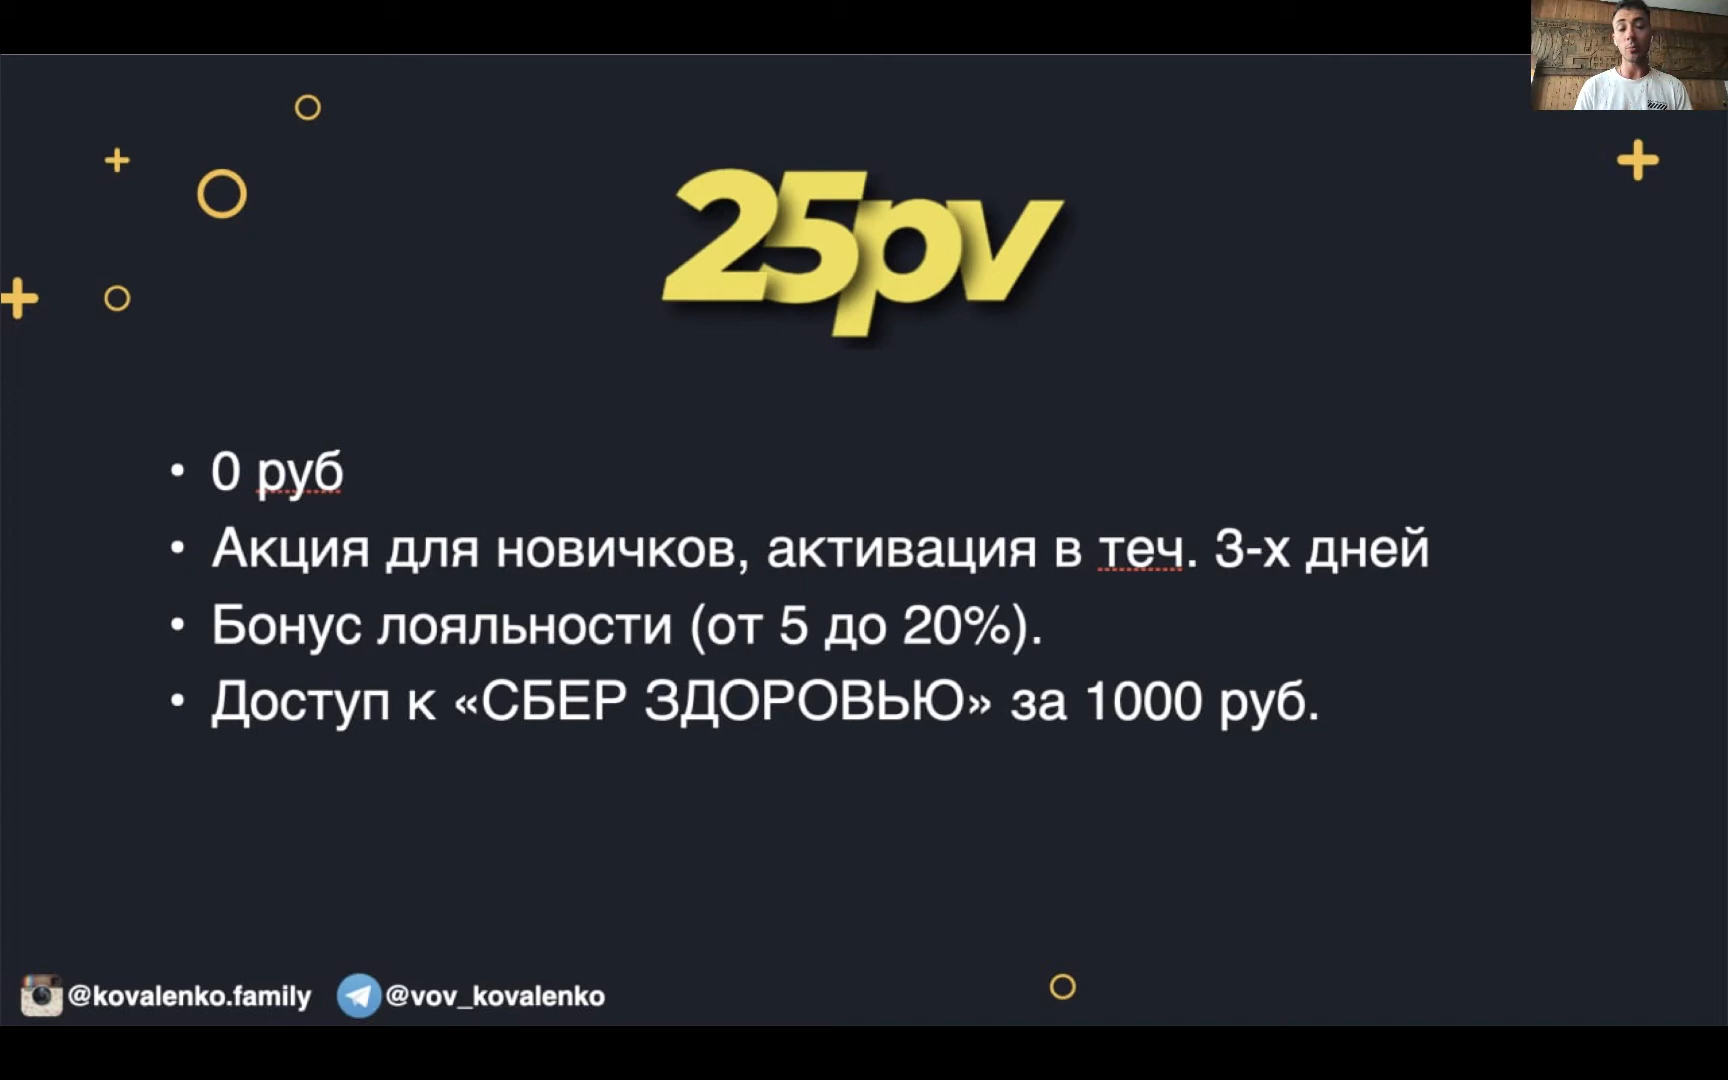 25pv
• 0 руб
• Акция для новичков, активация в теч. 3-х дней
• Бонус лояльности (от 5 до 20%).
• Доступ к «СБЕР ЗДОРОВЬЮ» за 1000 руб.
@kovalenko.family @vov_kovalenko